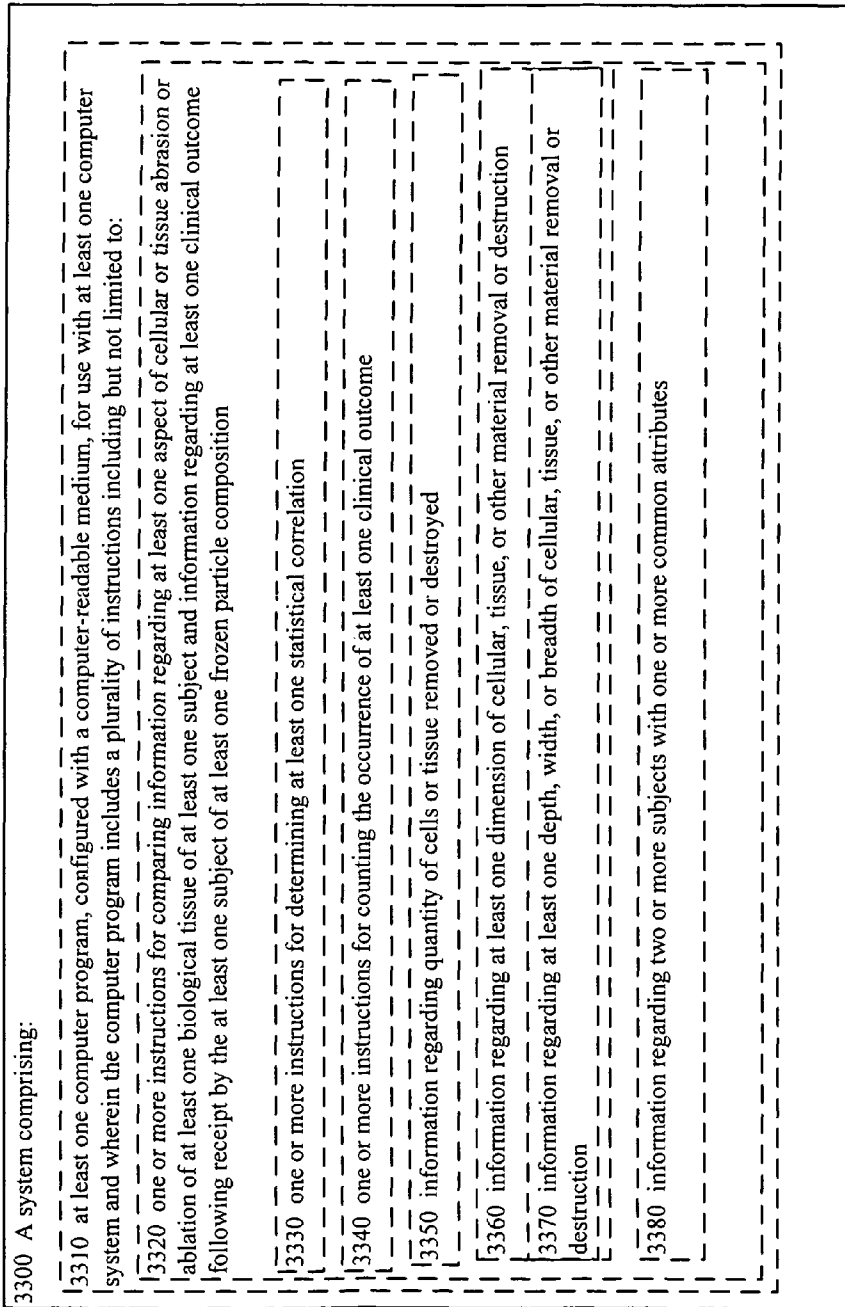 3300 A system comprising:
3310 at least one computer program, configured with a computer-readable medium, for use with at least one computer
system and wherein the computer program includes a plurality of instructions including but not limited to:
3320 one or more instructions for comparing information regarding at least one aspect of cellular or tissue abrasion or
ablation of at least one biological tissue of at least one subject and information regarding at least one clinical outcome
following receipt by the at least one subject of at least one frozen particle composition
3330 one or more instructions for determining at least one statistical correlation
3340 one or more instructions for counting the occurrence of at least one clinical outcome
3350 information regarding quantity of cells or tissue removed or destroyed
3360 information regarding at least one dimension of cellular, tissue, or other material removal or destruction
3370 information regarding at least one depth, width, or breadth of cellular, tissue, or other material removal or
destruction
3380 information regarding two or more subjects with one or more common attributes